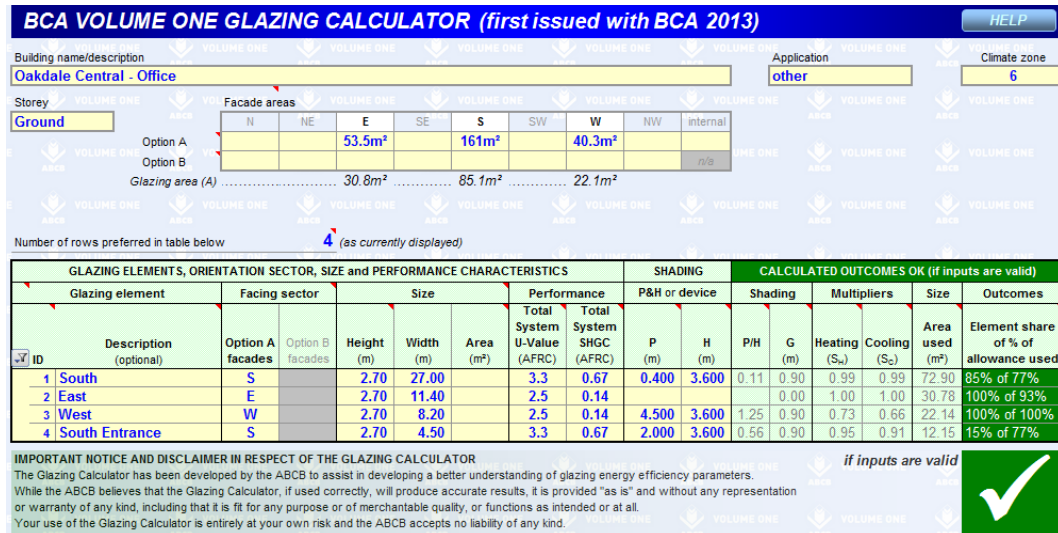 BCA VOLUME ONE GLAZING CALCULATOR (first issued with BCA 2013) HELP
Building name/description Application Climate zone
Oakdale Central - Office other 6
Storey Facade areas
Ground N NE E SE S SW W NW internal
Option A 53.5m² 161m² 40.3m²
Option B n/a
Glazing area (A) 30.8m² 85.1m² 22.1m²
Number of rows preferred in table below 4 (as currently displayed)
GLAZING ELEMENTS, ORIENTATION SECTOR, SIZE and PERFORMANCE CHARACTERISTICS SHADING CALCULATED OUTCOMES OK (if inputs are valid)
Glazing element Facing sector Size Performance P&H or device Shading Multipliers Size Outcomes
ID Description (optional) Option A facades Option B facades Height (m) Width (m) Area (m²) Total System U-Value (AFRC) Total System SHGC (AFRC) P (m) H (m) P/H G (m) Heating (S_H) Cooling (S_C) Area used (m²) Element share of % of allowance used
1 South S 2.70 27.00 3.3 0.67 0.400 3.600 0.11 0.90 0.99 0.99 72.90 85% of 77%
2 East E 2.70 11.40 2.5 0.14 0.00 1.00 1.00 30.78 100% of 93%
3 West W 2.70 8.20 2.5 0.14 4.500 3.600 1.25 0.90 0.73 0.66 22.14 100% of 100%
4 South Entrance S 2.70 4.50 3.3 0.67 2.000 3.600 0.56 0.90 0.95 0.91 12.15 15% of 77%
IMPORTANT NOTICE AND DISCLAIMER IN RESPECT OF THE GLAZING CALCULATOR if inputs are valid
The Glazing Calculator has been developed by the ABCB to assist in developing a better understanding of glazing energy efficiency parameters.
While the ABCB believes that the Glazing Calculator, if used correctly, will produce accurate results, it is provided "as is" and without any representation
or warranty of any kind, including that it is fit for any purpose or of merchantable quality, or functions as intended or at all.
Your use of the Glazing Calculator is entirely at your own risk and the ABCB accepts no liability of any kind.